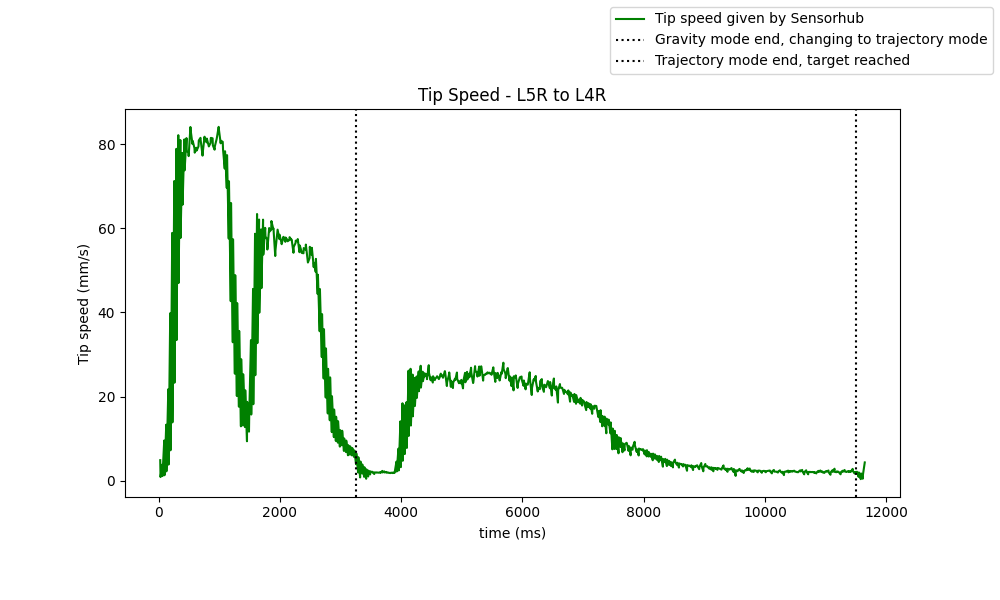 Tip speed given by Sensorhub
Gravity mode end, changing to trajectory mode
Trajectory mode end, target reached
Tip Speed - L5R to L4R
Tip speed (mm/s)
80
60
40
20
0
0 2000 4000 6000 8000 10000 12000
time (ms)